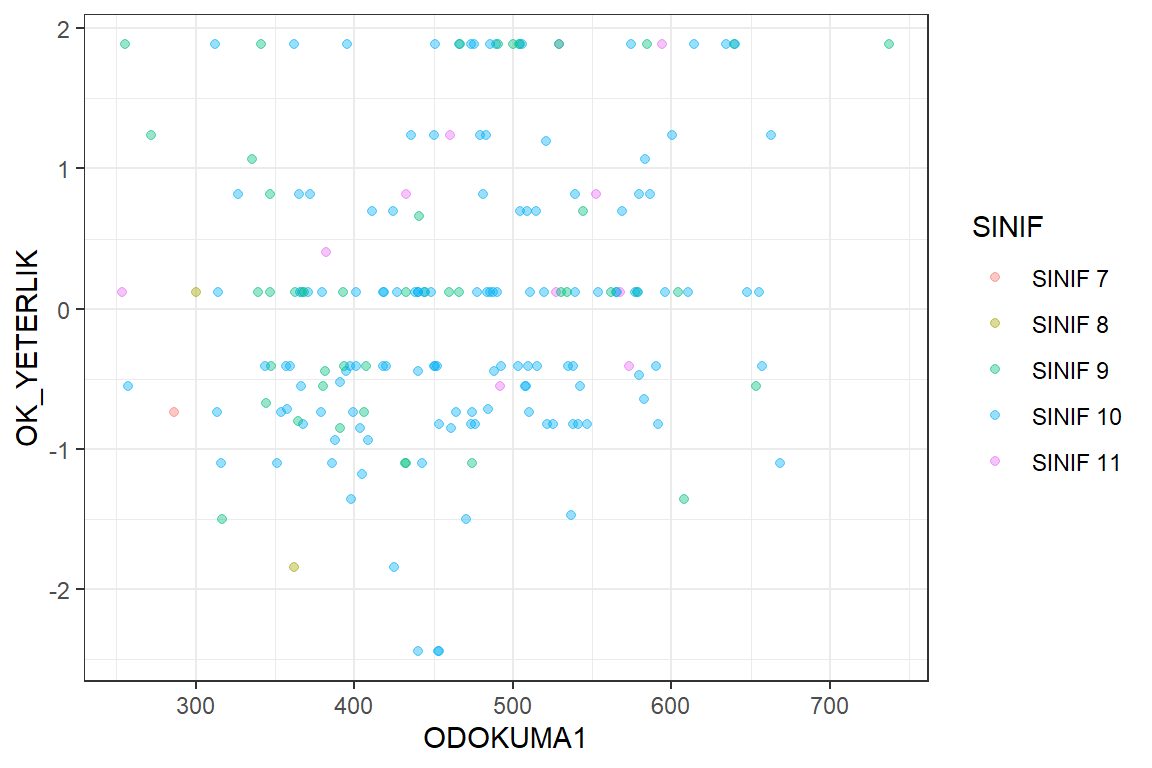 2
1
0
-1
-2
OK_YETERLIK
300 400 500 600 700
ODOKUMA1
SINIF
SINIF 7
SINIF 8
SINIF 9
SINIF 10
SINIF 11